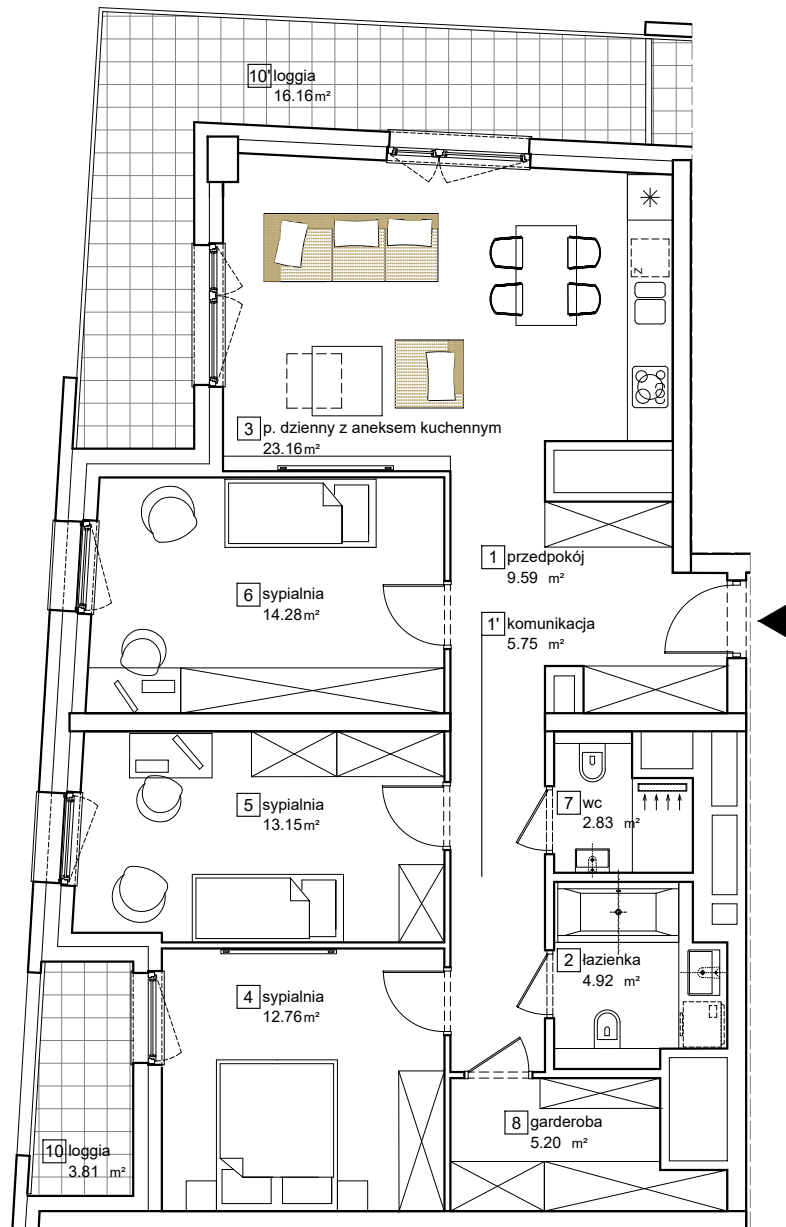 10' loggia
16.16 m²
3 p. dzienny z aneksem kuchennym
23.16 m²
1 przedpokój
9.59 m²
6 sypialnia
14.28 m²
1' komunikacja
5.75 m²
5 sypialnia
13.15 m²
7 wc
2.83 m²
2 łazienka
4.92 m²
4 sypialnia
12.76 m²
8 garderoba
5.20 m²
10 loggia
3.81 m²
z